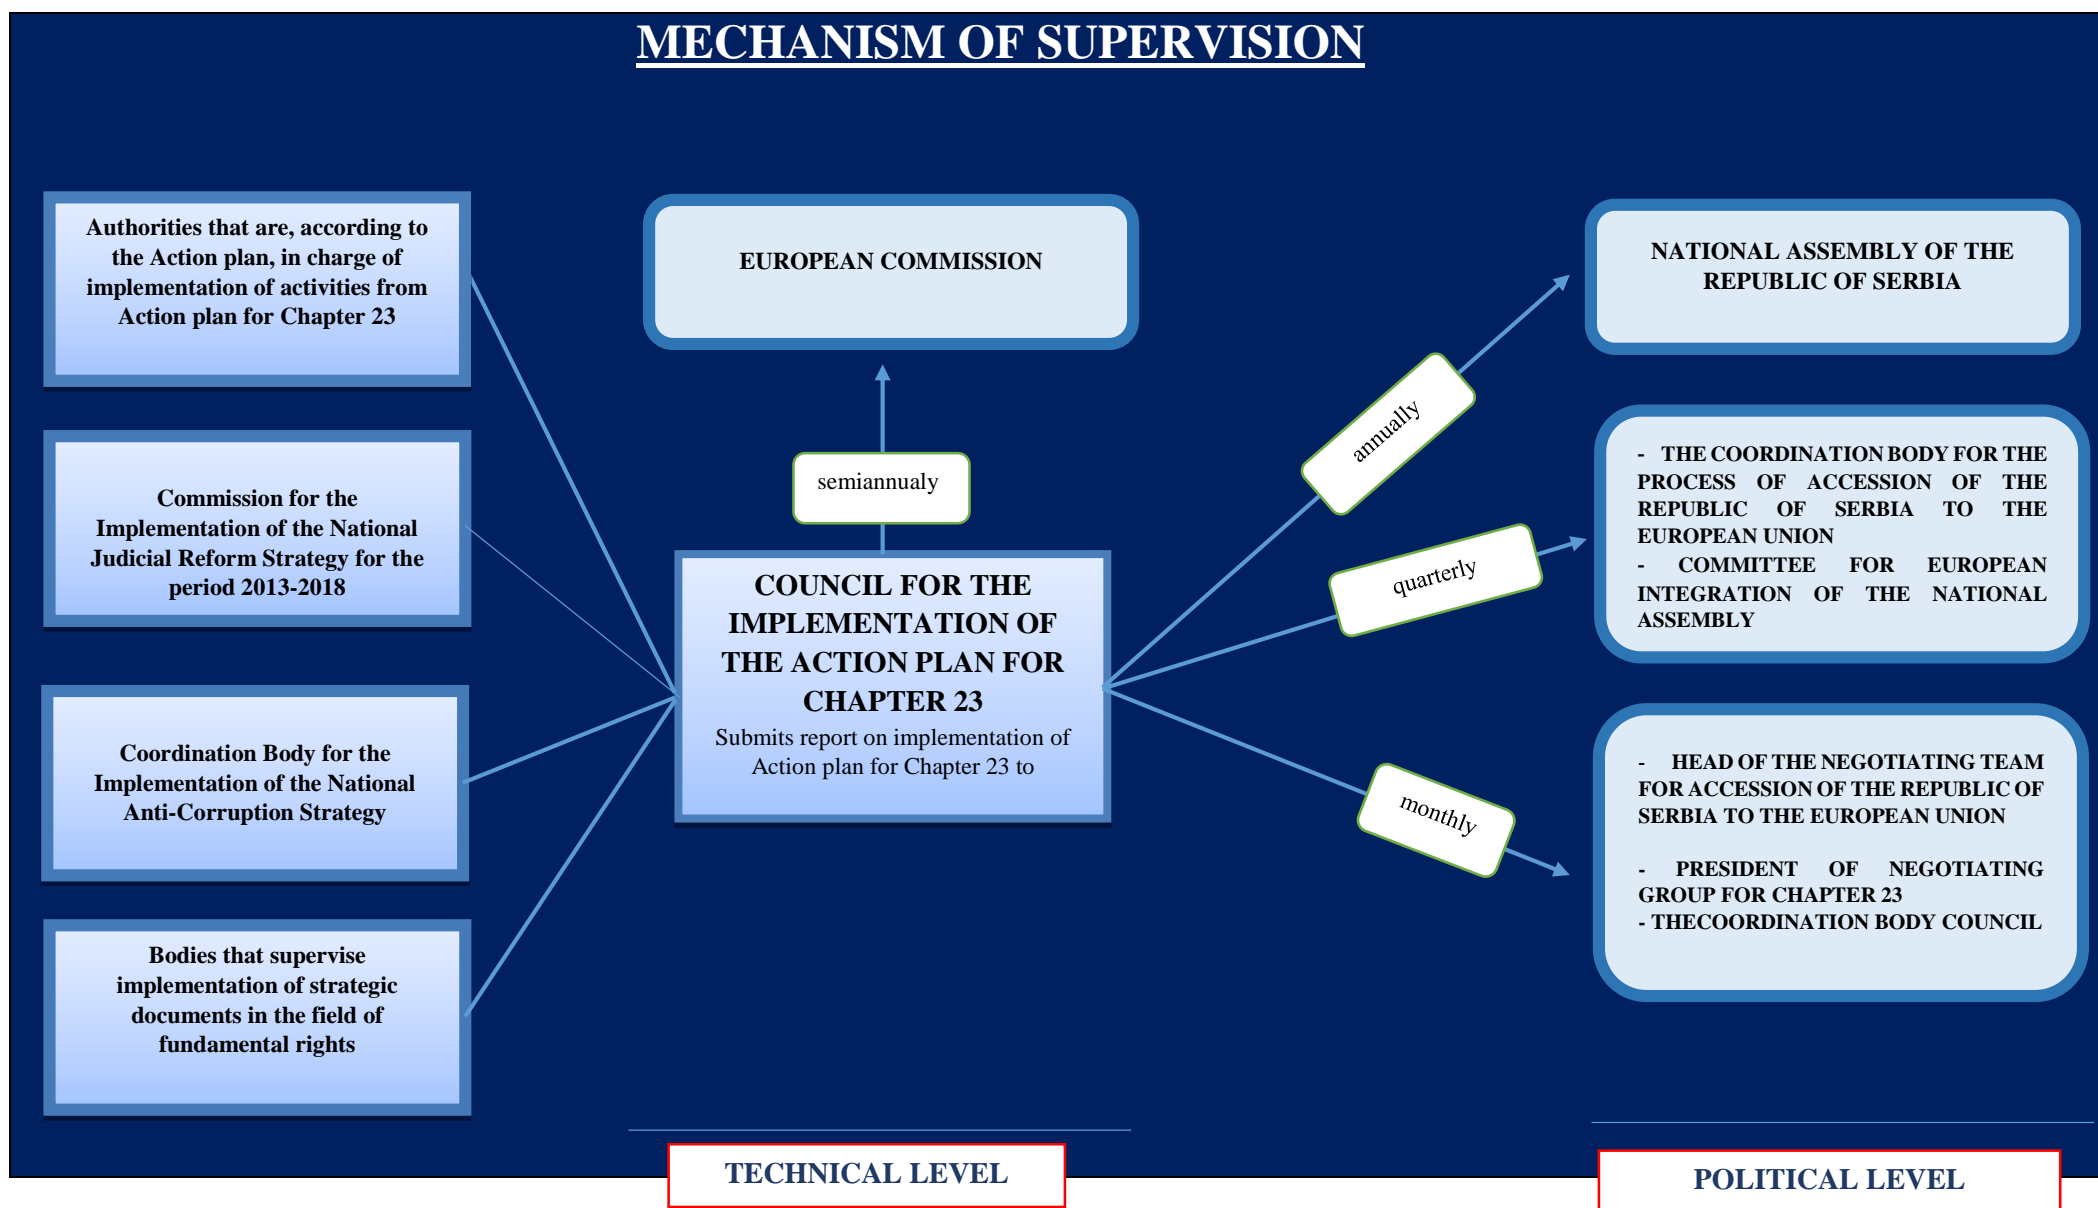 MECHANISM OF SUPERVISION
Authorities that are, according to
the Action plan, in charge of
implementation of activities from
Action plan for Chapter 23
Commission for the
Implementation of the National
Judicial Reform Strategy for the
period 2013-2018
Coordination Body for the
Implementation of the National
Anti-Corruption Strategy
Bodies that supervise
implementation of strategic
documents in the field of
fundamental rights
EUROPEAN COMMISSION
semiannualy
COUNCIL FOR THE
IMPLEMENTATION OF
THE ACTION PLAN FOR
CHAPTER 23
Submits report on implementation of
Action plan for Chapter 23 to
annually
quarterly
monthly
NATIONAL ASSEMBLY OF THE
REPUBLIC OF SERBIA
- THE COORDINATION BODY FOR THE
PROCESS OF ACCESSION OF THE
REPUBLIC OF SERBIA TO THE
EUROPEAN UNION
- COMMITTEE FOR EUROPEAN
INTEGRATION OF THE NATIONAL
ASSEMBLY
- HEAD OF THE NEGOTIATING TEAM
FOR ACCESSION OF THE REPUBLIC OF
SERBIA TO THE EUROPEAN UNION
- PRESIDENT OF NEGOTIATING
GROUP FOR CHAPTER 23
- THECOORDINATION BODY COUNCIL
TECHNICAL LEVEL
POLITICAL LEVEL